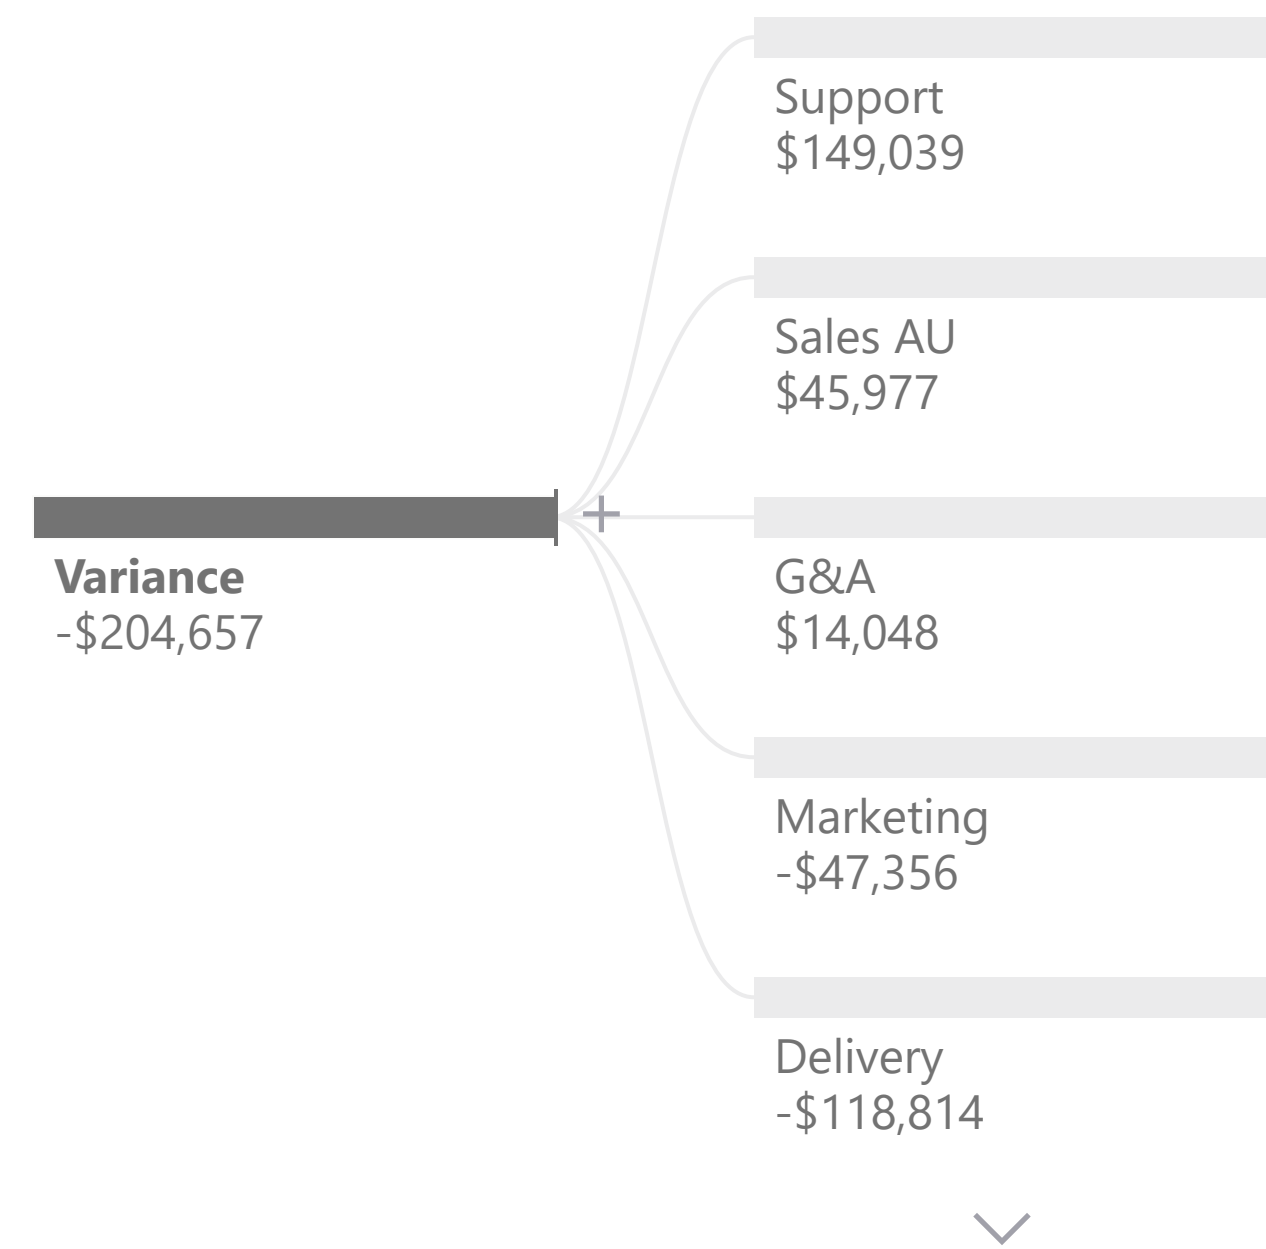 Support
$149,039
Sales AU
$45,977
Variance
-$204,657
G&A
$14,048
Marketing
-$47,356
Delivery
-$118,814